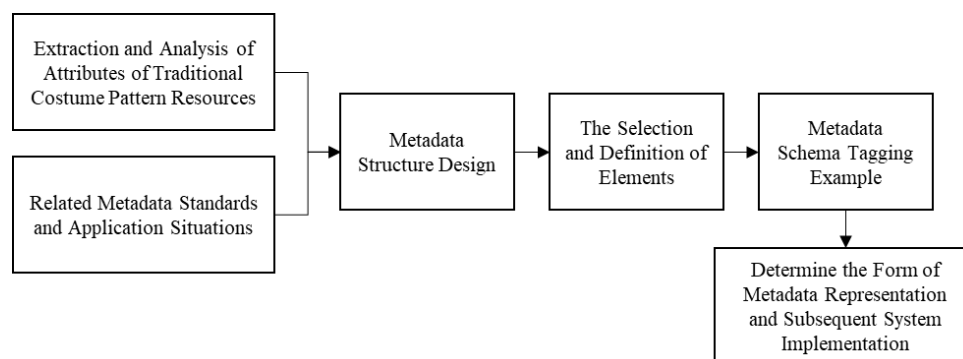 Extraction and Analysis of
Attributes of Traditional
Costume Pattern Resources
Related Metadata Standards
and Application Situations
Metadata
Structure Design
The Selection
and Definition of
Elements
Metadata
Schema Tagging
Example
Determine the Form of
Metadata Representation
and Subsequent System
Implementation